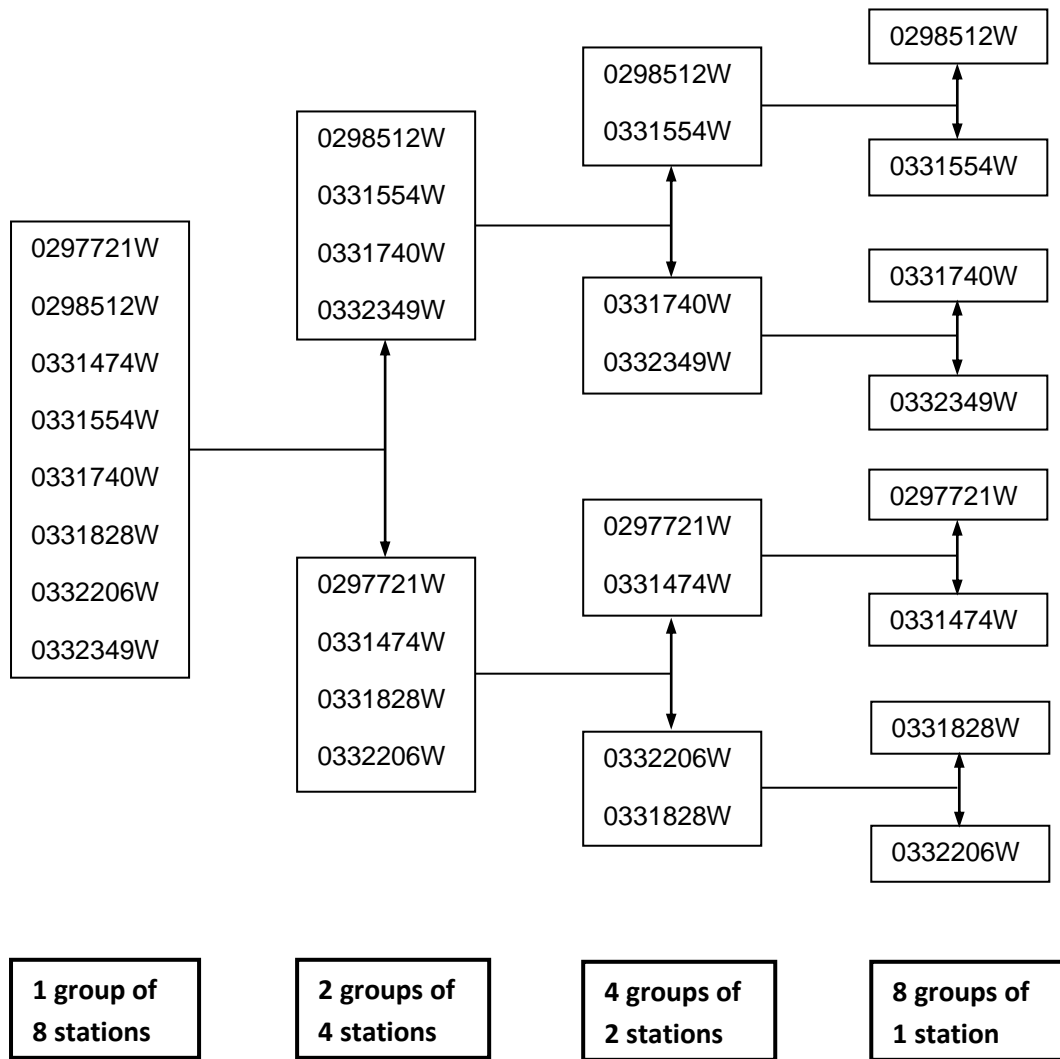 0297721W
0298512W
0331474W
0331554W
0331740W
0331828W
0332206W
0332349W
0298512W
0331554W
0331740W
0332349W
0297721W
0331474W
0331828W
0332206W
0298512W
0331554W
0331740W
0332349W
0297721W
0331474W
0332206W
0331828W
0298512W
0331554W
0331740W
0332349W
0297721W
0331474W
0331828W
0332206W
1 group of
8 stations
2 groups of
4 stations
4 groups of
2 stations
8 groups of
1 station